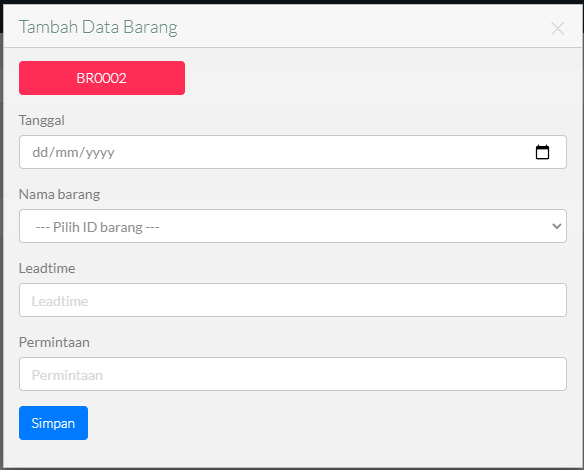 Tambah Data Barang
BR0002
Tanggal
dd/mm/yyyy
Nama barang
--- Pilih ID barang ---
Leadtime
Leadtime
Permintaan
Permintaan
Simpan